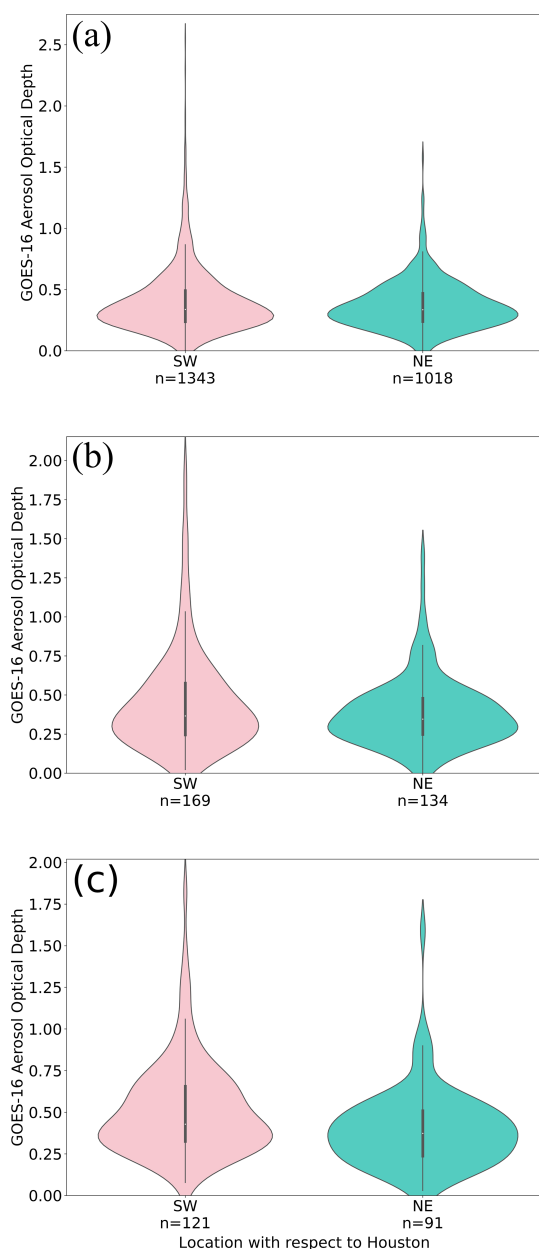 (a)
GOES-16 Aerosol Optical Depth
2.5
2.0
1.5
1.0
0.5
0.0
SW
NE
n=1343
n=1018
(b)
GOES-16 Aerosol Optical Depth
2.00
1.75
1.50
1.25
1.00
0.75
0.50
0.25
0.00
SW
NE
n=169
n=134
(c)
GOES-16 Aerosol Optical Depth
2.00
1.75
1.50
1.25
1.00
0.75
0.50
0.25
0.00
SW
NE
n=121
n=91
Location with respect to Houston